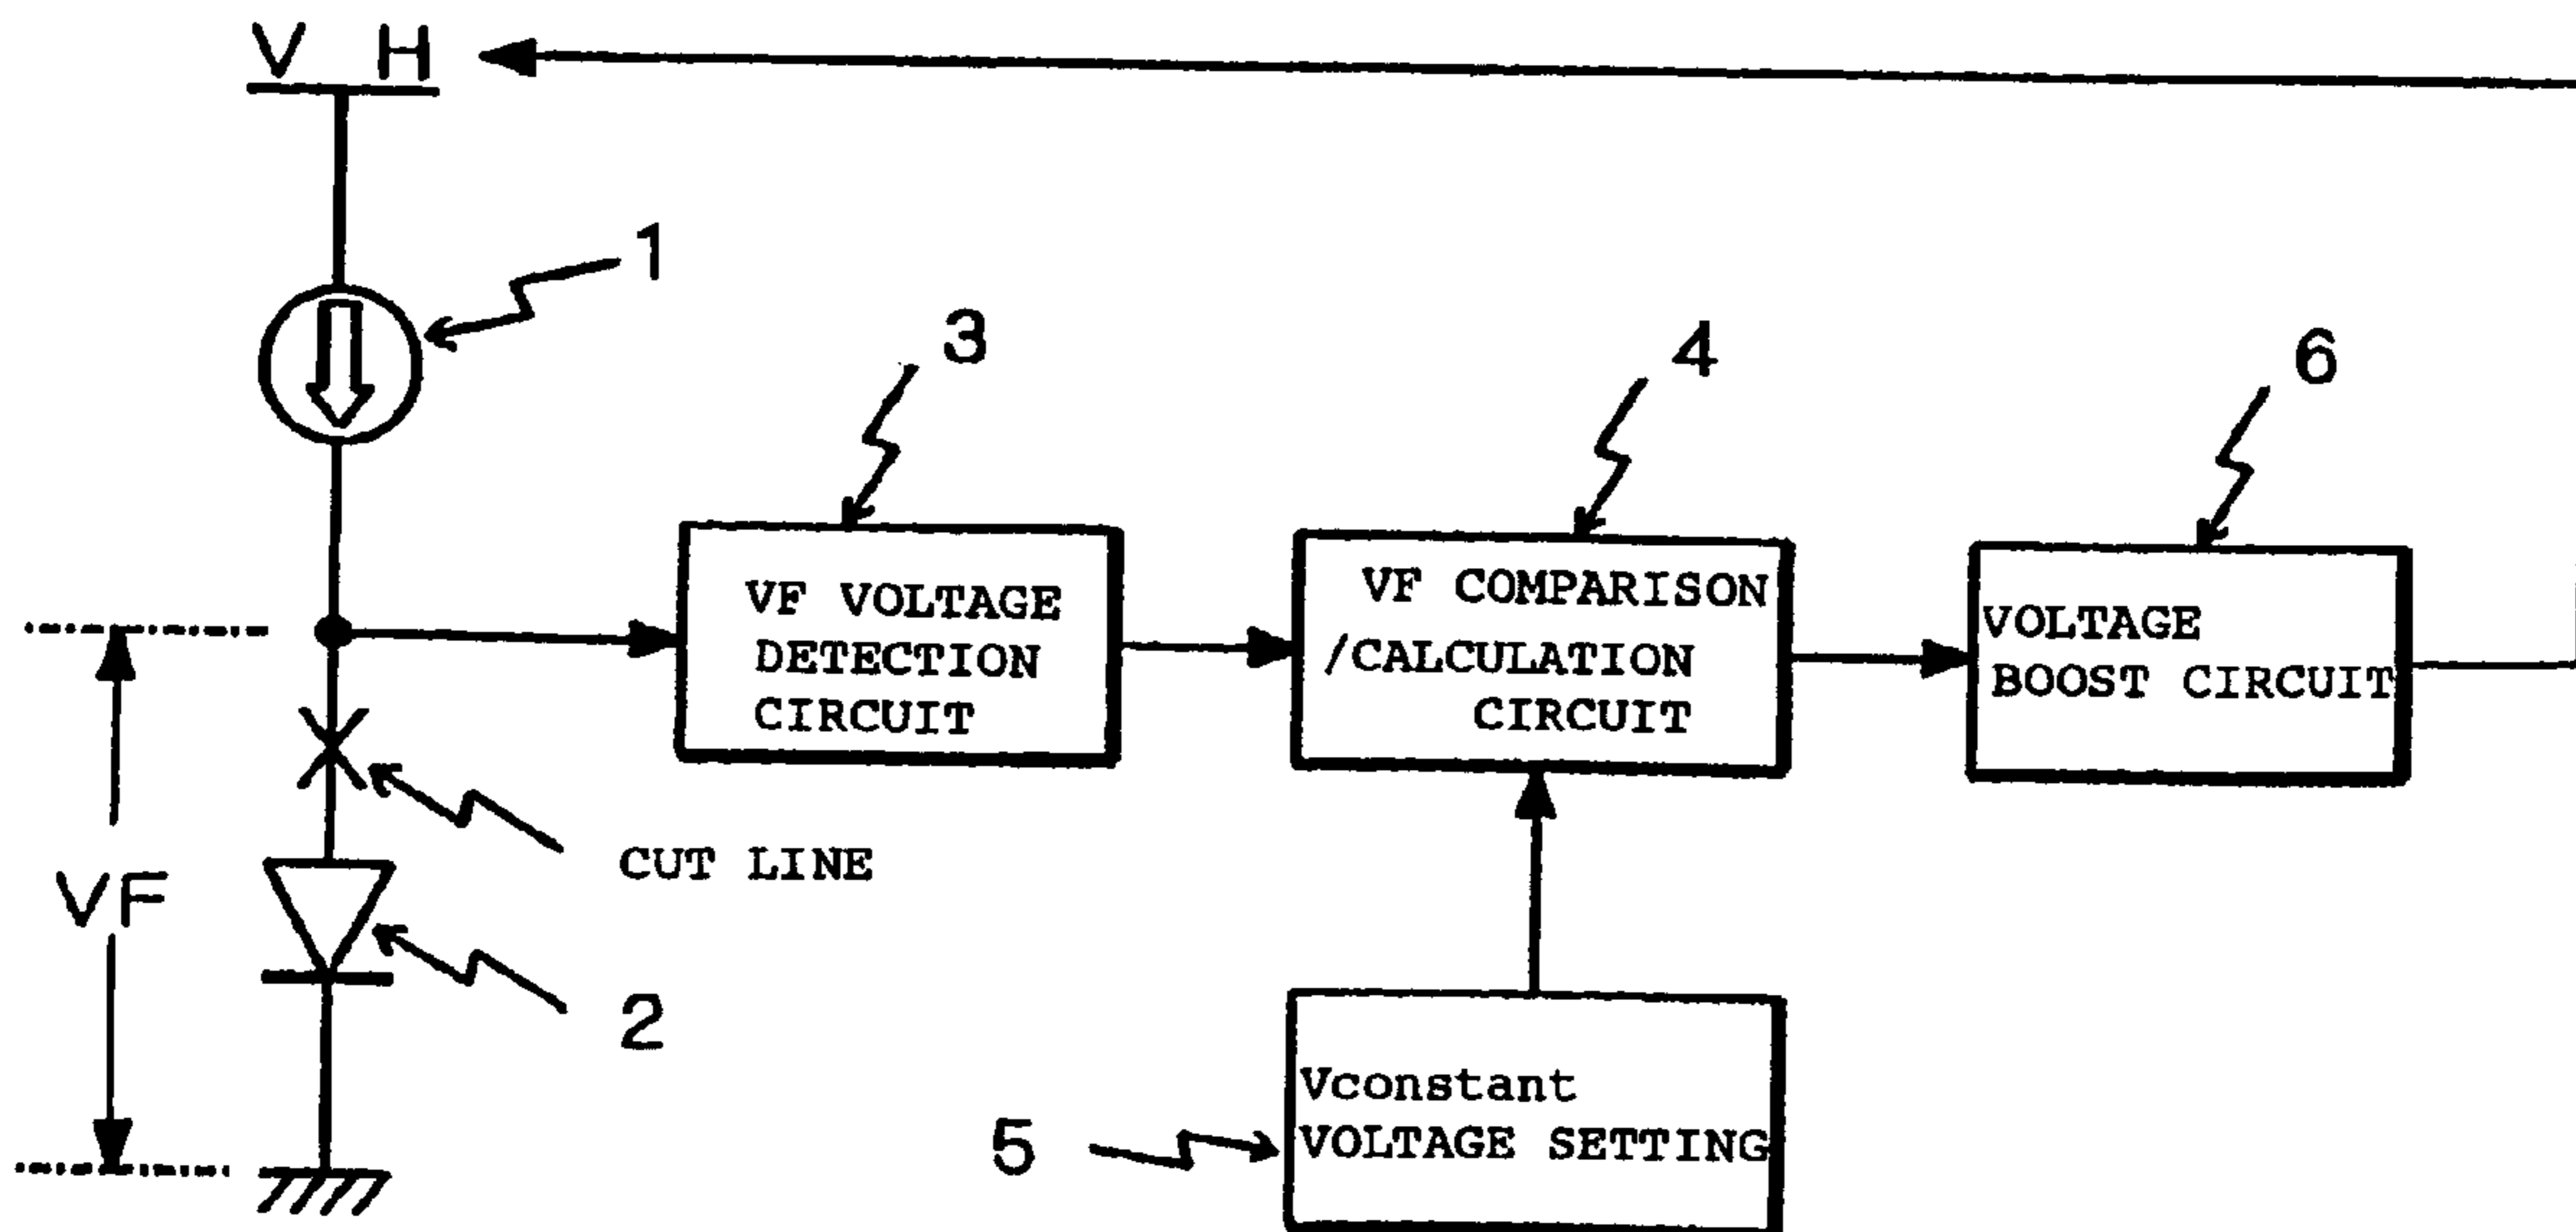 V H
1
3
4
6
VF VOLTAGE
DETECTION
CIRCUIT
VF COMPARISON
/CALCULATION
CIRCUIT
VOLTAGE
BOOST CIRCUIT
CUT LINE
VF
2
Vconstant
VOLTAGE SETTING
5